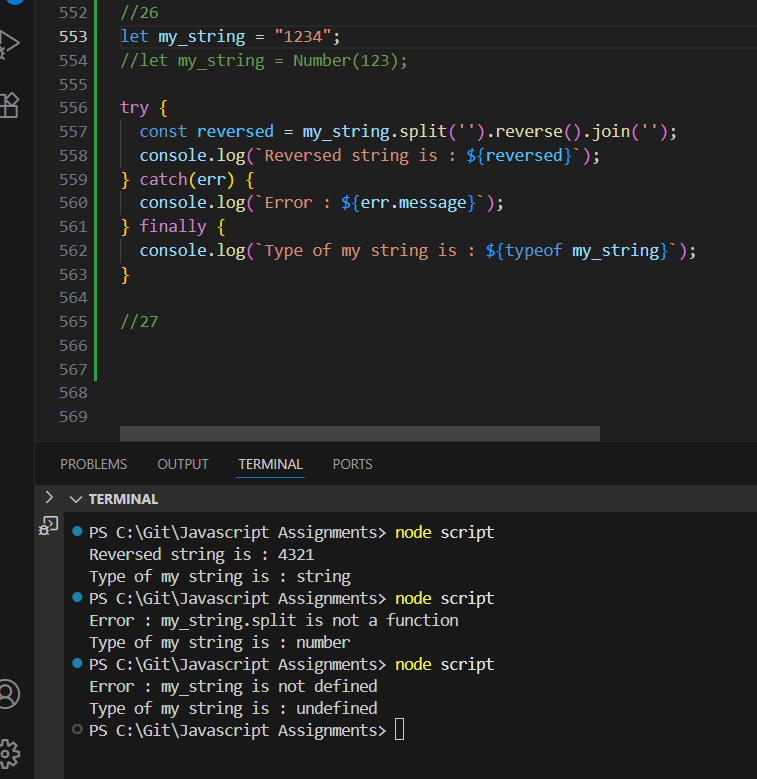 552 //26
553 let my_string = "1234";
554 //let my_string = Number(123);
555
556 try {
557 const reversed = my_string.split('').reverse().join('');
558 console.log(`Reversed string is : ${reversed}`);
559 } catch(err) {
560 console.log(`Error : ${err.message}`);
561 } finally {
562 console.log(`Type of my string is : ${typeof my_string}`);
563 }
564
565 //27
566
567
568
569
PROBLEMS OUTPUT TERMINAL PORTS
TERMINAL
PS C:\Git\Javascript Assignments> node script
Reversed string is : 4321
Type of my string is : string
PS C:\Git\Javascript Assignments> node script
Error : my_string.split is not a function
Type of my string is : number
PS C:\Git\Javascript Assignments> node script
Error : my_string is not defined
Type of my string is : undefined
PS C:\Git\Javascript Assignments>